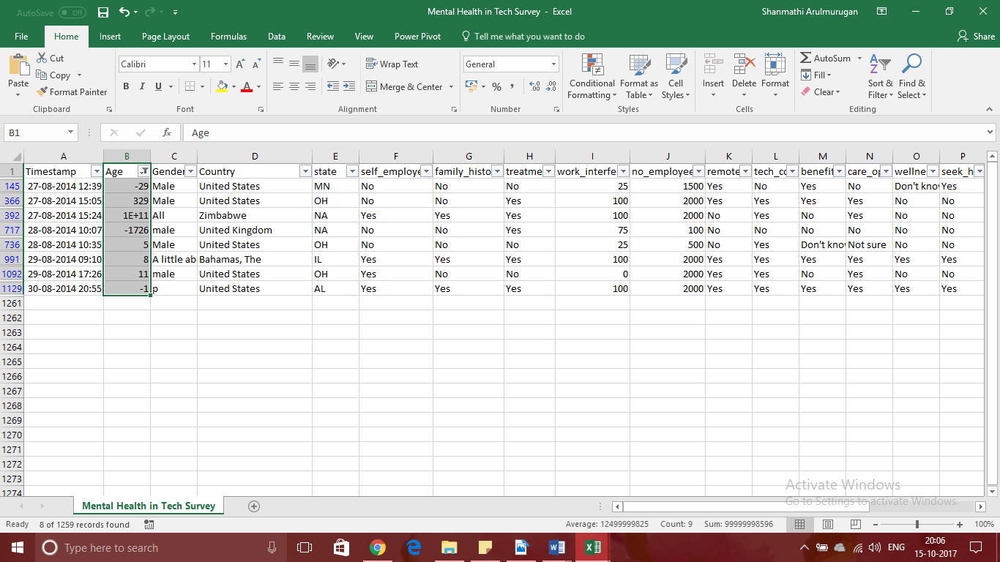 AutoSave Off Mental Health in Tech Survey - Excel Shanmathi Arulmurugan
File Home Insert Page Layout Formulas Data Review View Power Pivot Tell me what you want to do Share
Paste Cut Copy Format Painter Clipboard
Calibri 11 B I U Font
Wrap Text Merge & Center Alignment
General % Number
Conditional Formatting Format as Table Cell Styles Styles
Insert Delete Format Cells
AutoSum Fill Clear Sort & Filter Find & Select Editing
B1 fx Age
A B C D E F G H I J K L M N O P
1 Timestamp Age Gender Country state self_employe family_histo treatme work_interfe no_employee remote tech_co benefit care_op wellne seek_h
145 27-08-2014 12:39 -29 Male United States MN No No No 25 1500 Yes No Yes No Don't kno Yes
366 27-08-2014 15:05 329 Male United States OH No No Yes 100 2000 Yes Yes Yes Yes No No
392 27-08-2014 15:24 1E+11 All Zimbabwe NA Yes Yes Yes 100 2000 No Yes No Yes No No
717 28-08-2014 10:07 -1726 male United Kingdom NA No No Yes 75 100 No No No No No No
736 28-08-2014 10:35 5 Male United States OH No No No 25 500 No Yes Don't kno Not sure No No
991 29-08-2014 09:10 8 A little ab Bahamas, The IL Yes Yes Yes 100 2000 Yes Yes Yes Yes Yes Yes
1092 29-08-2014 17:26 11 male United States OH Yes No No 0 2000 Yes Yes No Yes No No
1129 30-08-2014 20:55 -1 p United States AL Yes Yes Yes 100 2000 Yes Yes Yes Yes Yes Yes
1261
1262
1263
1264
1265
1266
1267
1268
1269
1270
1271
1272
1273
1274
Activate Windows
Go to Settings to activate Windows.
Mental Health in Tech Survey
Ready 8 of 1259 records found Average: 12499999825 Count: 9 Sum: 99999998596 100%
Type here to search ENG 20:06
15-10-2017